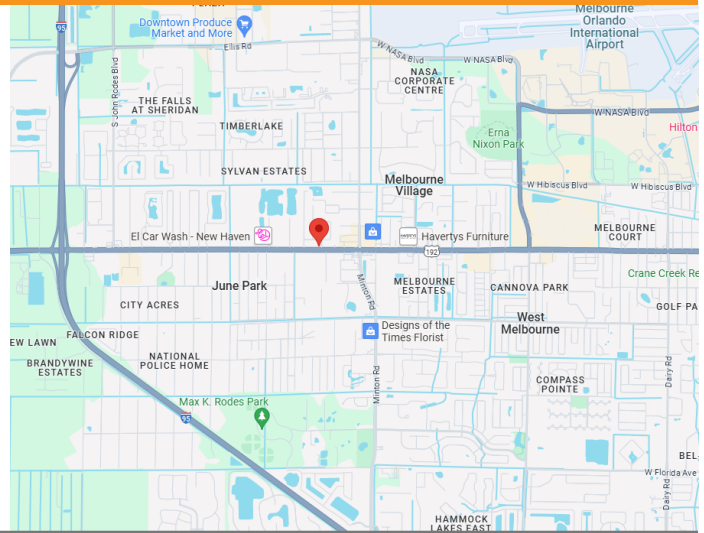 Melbourne
Orlando
International
Airport
95
Downtown Produce
Market and More
Ellis Rd
W NASA Blvd
W NASA Blvd
NASA
CORPORATE
CENTRE
S John Rodes Blvd
THE FALLS
AT SHERIDAN
TIMBERLAKE
W NASA Blvd
Hilton
Erna
Nixon Park
SYLVAN ESTATES
Melbourne
Village
W Hibiscus Blvd
W Hibiscus Blvd
El Car Wash - New Haven
Havertys Furniture
MELBOURNE
COURT
192
Crane Creek Re
June Park
Minton Rd
MELBOURNE
ESTATES
CANNOVA PARK
CITY ACRES
GOLF PA
West
Melbourne
Designs of the
Times Florist
FALCON RIDGE
EW LAWN
BRANDYWINE
ESTATES
NATIONAL
POLICE HOME
Minton Rd
Dairy Rd
COMPASS
POINTE
Max K. Rodes Park
95
BEL
W Florida Ave
Dairy Rd
HAMMOCK
LAKES EAST